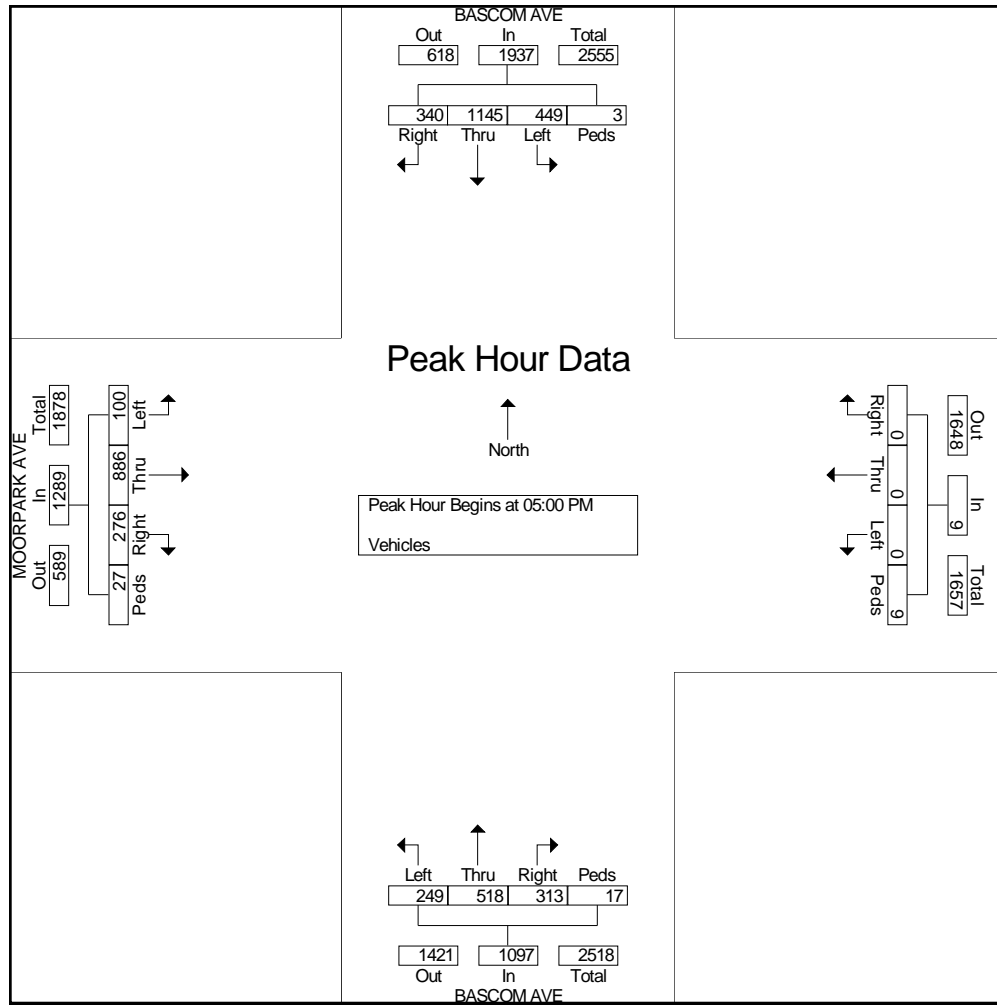 BASCOM AVE
Out In Total
618 1937 2555
340 1145 449 3
Right Thru Left Peds
Peak Hour Data
North
Peak Hour Begins at 05:00 PM
Vehicles
MOORPARK AVE
Out In Total
589 1289 1878
27 276 886 100
Peds Right Thru Left
Out In Total
1648 9 1657
Right Thru Left Peds
0 0 0 9
Left Thru Right Peds
249 518 313 17
1421 1097 2518
Out In Total
BASCOM AVE